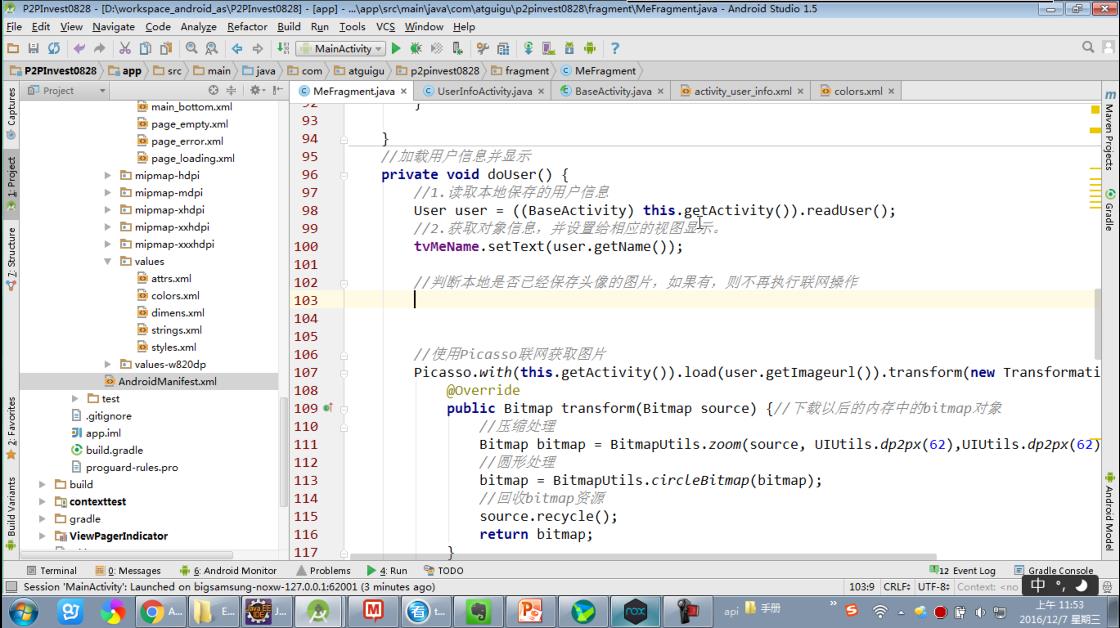 P2PInvest0828 - [D:\workspace_android_as\P2PInvest0828] - [app] - ...\app\src\main\java\com\atguigu\p2pinvest0828\fragment\MeFragment.java - Android Studio 1.5
File Edit View Navigate Code Analyze Refactor Build Run Tools VCS Window Help
MainActivity
P2PInvest0828 app src main java com atguigu p2pinvest0828 fragment MeFragment
Project
MeFragment.java UserInfoActivity.java BaseActivity.java activity_user_info.xml colors.xml
Captures
1: Project
7: Structure
2: Favorites
Build Variants
main_bottom.xml
page_empty.xml
page_error.xml
page_loading.xml
mipmap-hdpi
mipmap-mdpi
mipmap-xhdpi
mipmap-xxhdpi
mipmap-xxxhdpi
values
attrs.xml
colors.xml
dimens.xml
strings.xml
styles.xml
values-w820dp
AndroidManifest.xml
test
.gitignore
app.iml
build.gradle
proguard-rules.pro
build
contexttest
gradle
ViewPagerIndicator
92 }
93
94 }
95 //加载用户信息并显示
96 private void doUser() {
97 //1.读取本地保存的用户信息
98 User user = ((BaseActivity) this.getActivity()).readUser();
99 //2.获取对象信息，并设置给相应的视图显示。
100 tvMeName.setText(user.getName());
101
102 //判断本地是否已经保存头像的图片，如果有，则不再执行联网操作
103
104
105
106 //使用Picasso联网获取图片
107 Picasso.with(this.getActivity()).load(user.getImageurl()).transform(new Transformati
108 @Override
109 public Bitmap transform(Bitmap source) {//下载以后的内存中的bitmap对象
110 //压缩处理
111 Bitmap bitmap = BitmapUtils.zoom(source, UIUtils.dp2px(62),UIUtils.dp2px(62)
112 //圆形处理
113 bitmap = BitmapUtils.circleBitmap(bitmap);
114 //回收bitmap资源
115 source.recycle();
116 return bitmap;
117 }
Maven Projects
Gradle
Android Model
Terminal 0: Messages 6: Android Monitor Problems 4: Run TODO 12 Event Log Gradle Console
Session 'MainActivity': Launched on bigsamsung-noxw-127.0.0.1:62001 (3 minutes ago) 103:9 CRLF÷ UTF-8÷ Context: <no
中 °,
A... E... J... t... api 手册
上午 11:53
2016/12/7 星期三